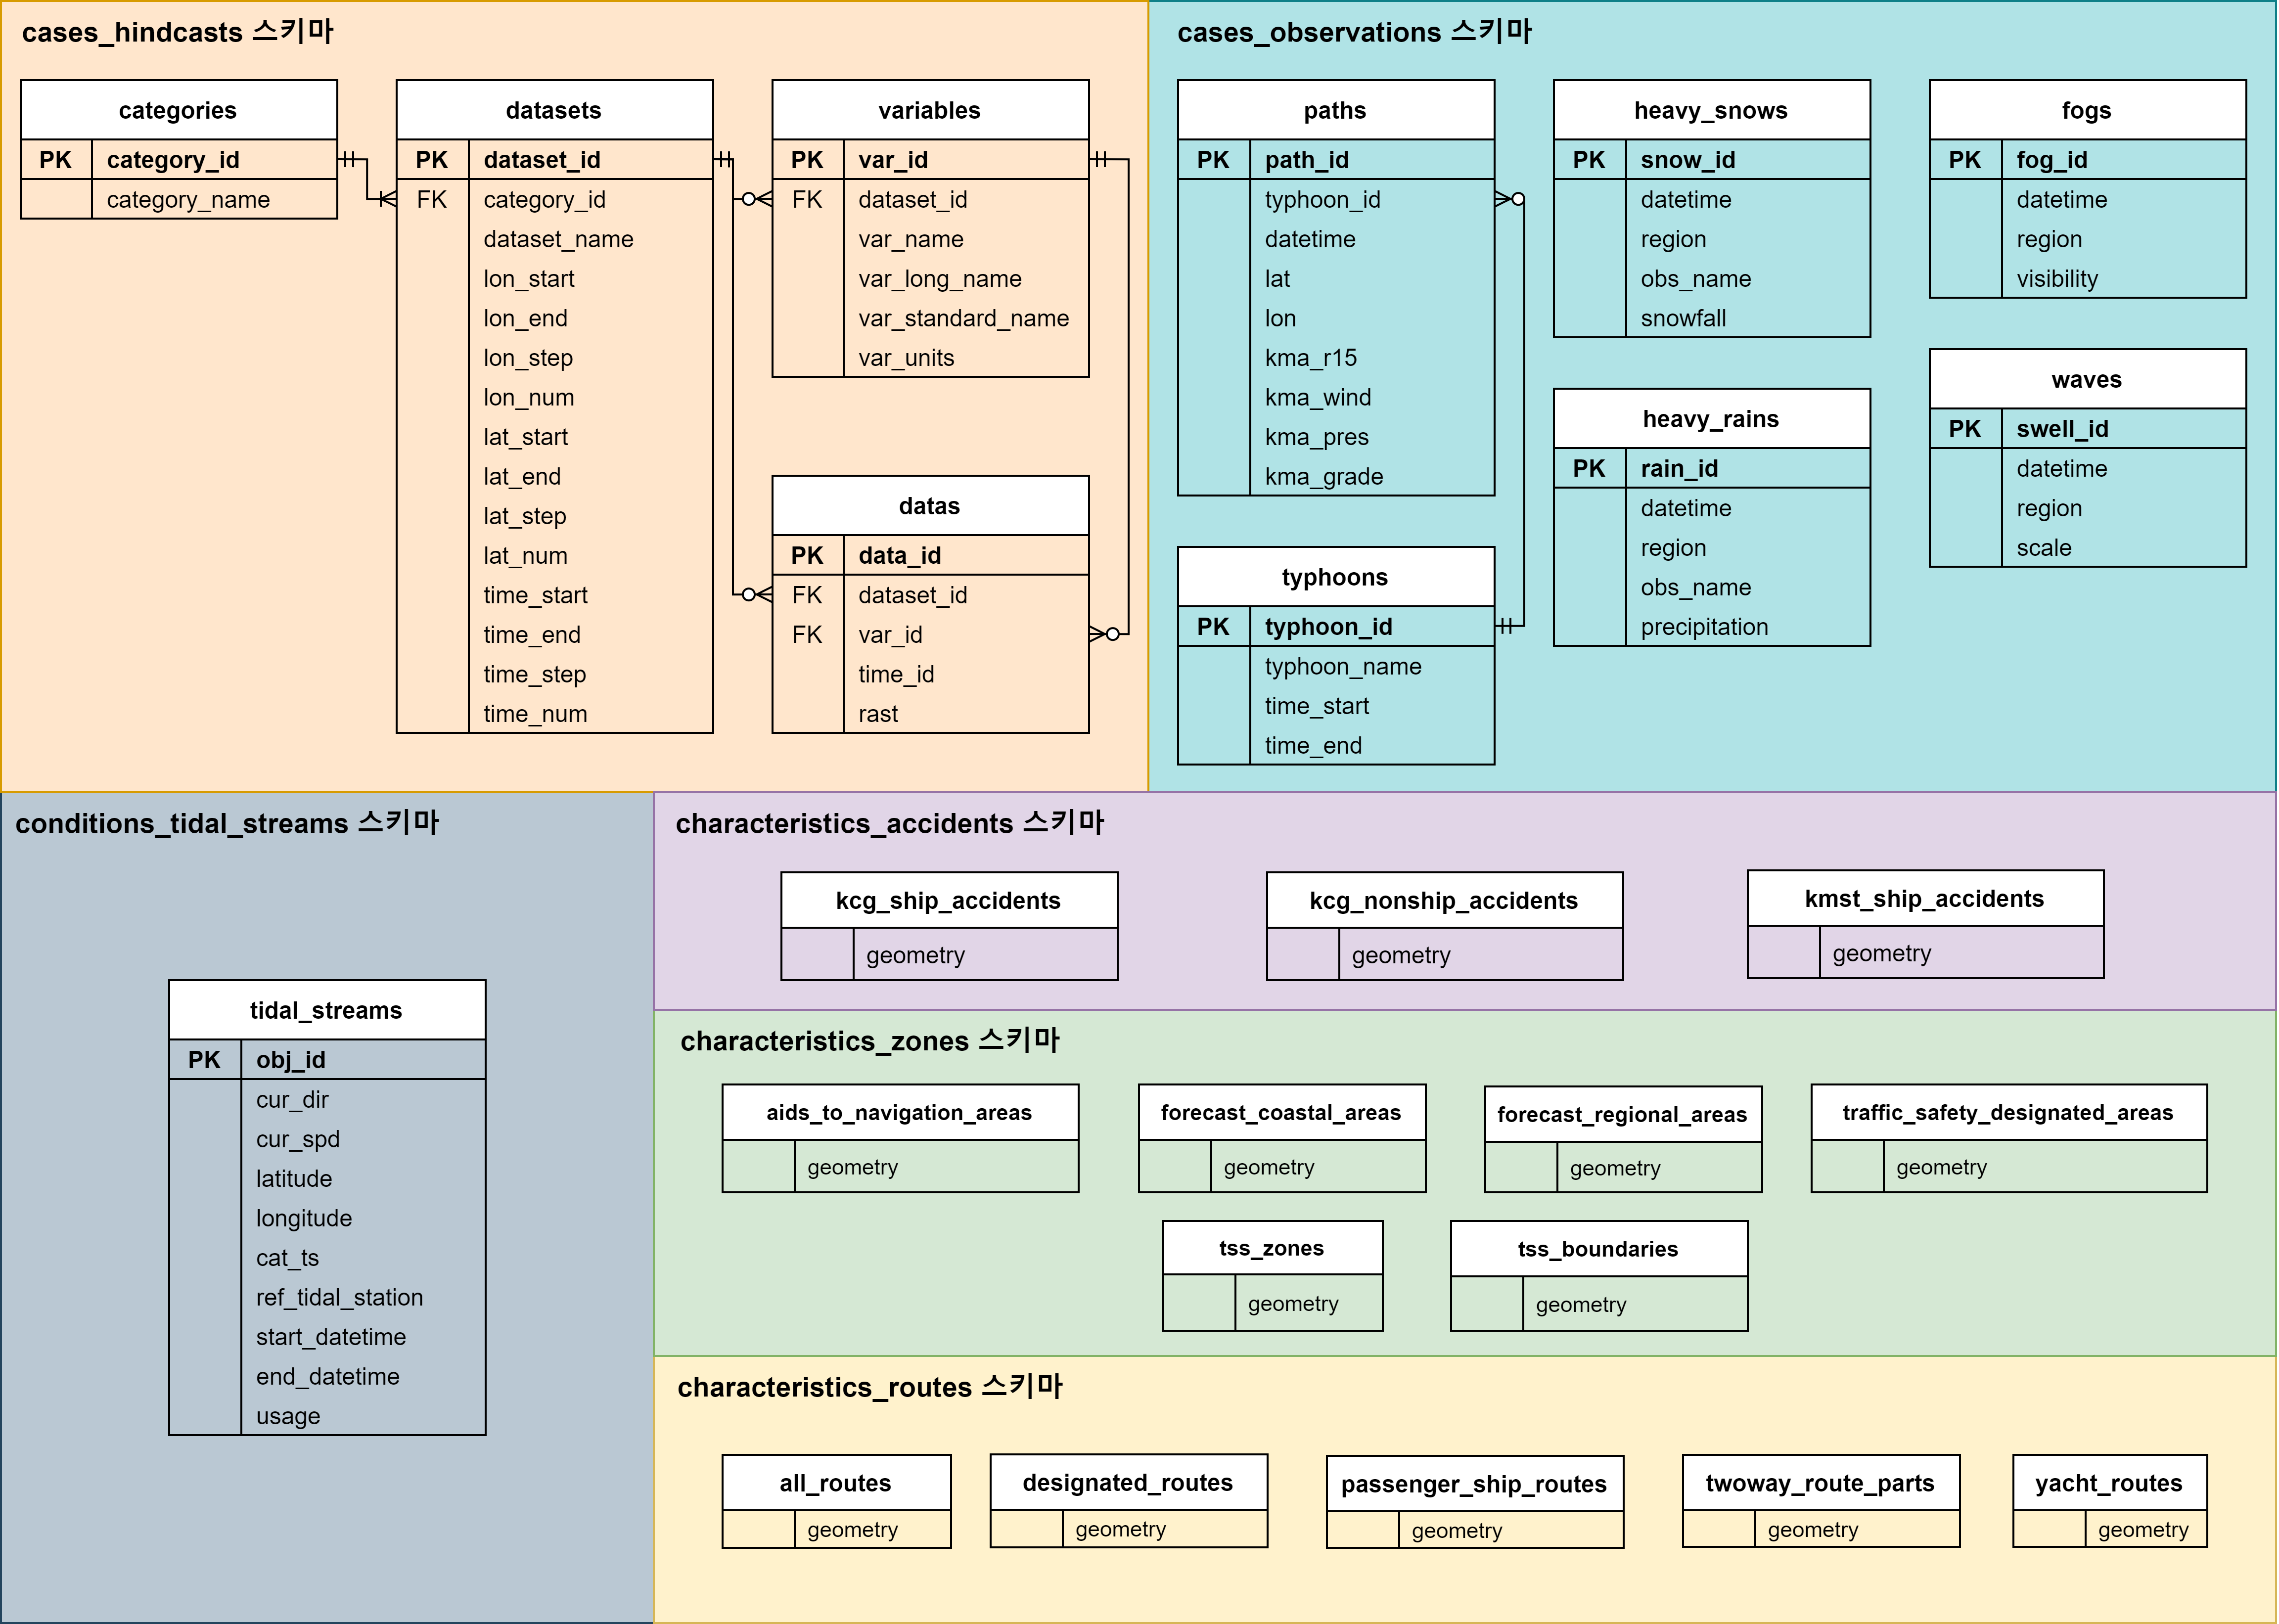 cases_hindcasts 스키마
categories
PK category_id
category_name
datasets
PK dataset_id
FK category_id
dataset_name
lon_start
lon_end
lon_step
lon_num
lat_start
lat_end
lat_step
lat_num
time_start
time_end
time_step
time_num
variables
PK var_id
FK dataset_id
var_name
var_long_name
var_standard_name
var_units
datas
PK data_id
FK dataset_id
FK var_id
time_id
rast
cases_observations 스키마
paths
PK path_id
typhoon_id
datetime
lat
lon
kma_r15
kma_wind
kma_pres
kma_grade
typhoons
PK typhoon_id
typhoon_name
time_start
time_end
heavy_snows
PK snow_id
datetime
region
obs_name
snowfall
heavy_rains
PK rain_id
datetime
region
obs_name
precipitation
fogs
PK fog_id
datetime
region
visibility
waves
PK swell_id
datetime
region
scale
conditions_tidal_streams 스키마
tidal_streams
PK obj_id
cur_dir
cur_spd
latitude
longitude
cat_ts
ref_tidal_station
start_datetime
end_datetime
usage
characteristics_accidents 스키마
kcg_ship_accidents
geometry
kcg_nonship_accidents
geometry
kmst_ship_accidents
geometry
characteristics_zones 스키마
aids_to_navigation_areas
geometry
forecast_coastal_areas
geometry
forecast_regional_areas
geometry
traffic_safety_designated_areas
geometry
tss_zones
geometry
tss_boundaries
geometry
characteristics_routes 스키마
all_routes
geometry
designated_routes
geometry
passenger_ship_routes
geometry
twoway_route_parts
geometry
yacht_routes
geometry